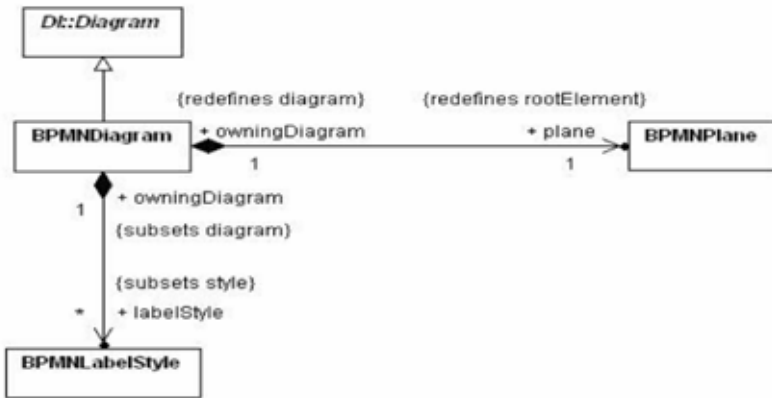 DI::Diagram
{redefines diagram} {redefines rootElement}
BPMNDiagram + owningDiagram + plane BPMNPlane
1 1
1 + owningDiagram
{subsets diagram}
{subsets style}
* + labelStyle
BPMNLabelStyle